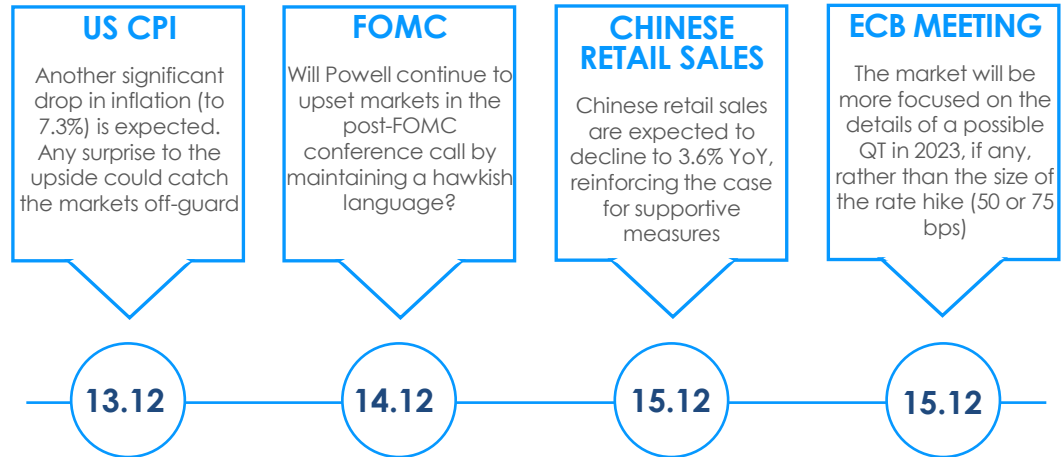 US CPI
Another significant
drop in inflation (to
7.3%) is expected.
Any surprise to the
upside could catch
the markets off-guard
FOMC
Will Powell continue to
upset markets in the
post-FOMC
conference call by
maintaining a hawkish
language?
CHINESE
RETAIL SALES
Chinese retail sales
are expected to
decline to 3.6% YoY,
reinforcing the case
for supportive
measures
ECB MEETING
The market will be
more focused on the
details of a possible
QT in 2023, if any,
rather than the size of
the rate hike (50 or 75
bps)
13.12
14.12
15.12
15.12